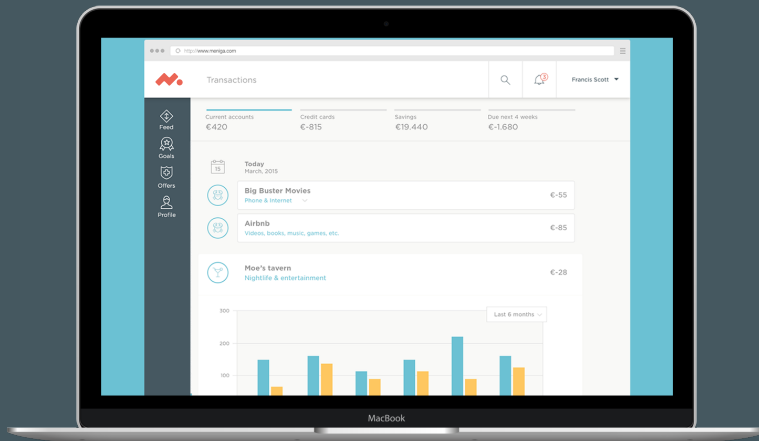 http://www.meniga.com
Transactions
3
Francis Scott
Current accounts
€420
Credit cards
€-815
Savings
€19.440
Due next 4 weeks
€-1.680
Feed
Goals
Offers
Profile
15
Today
March, 2015
Big Buster Movies
Phone & Internet
€-55
Airbnb
Videos, books, music, games, etc.
€-85
Moe's tavern
Nightlife & entertainment
€-28
Last 6 months
300
200
100
MacBook